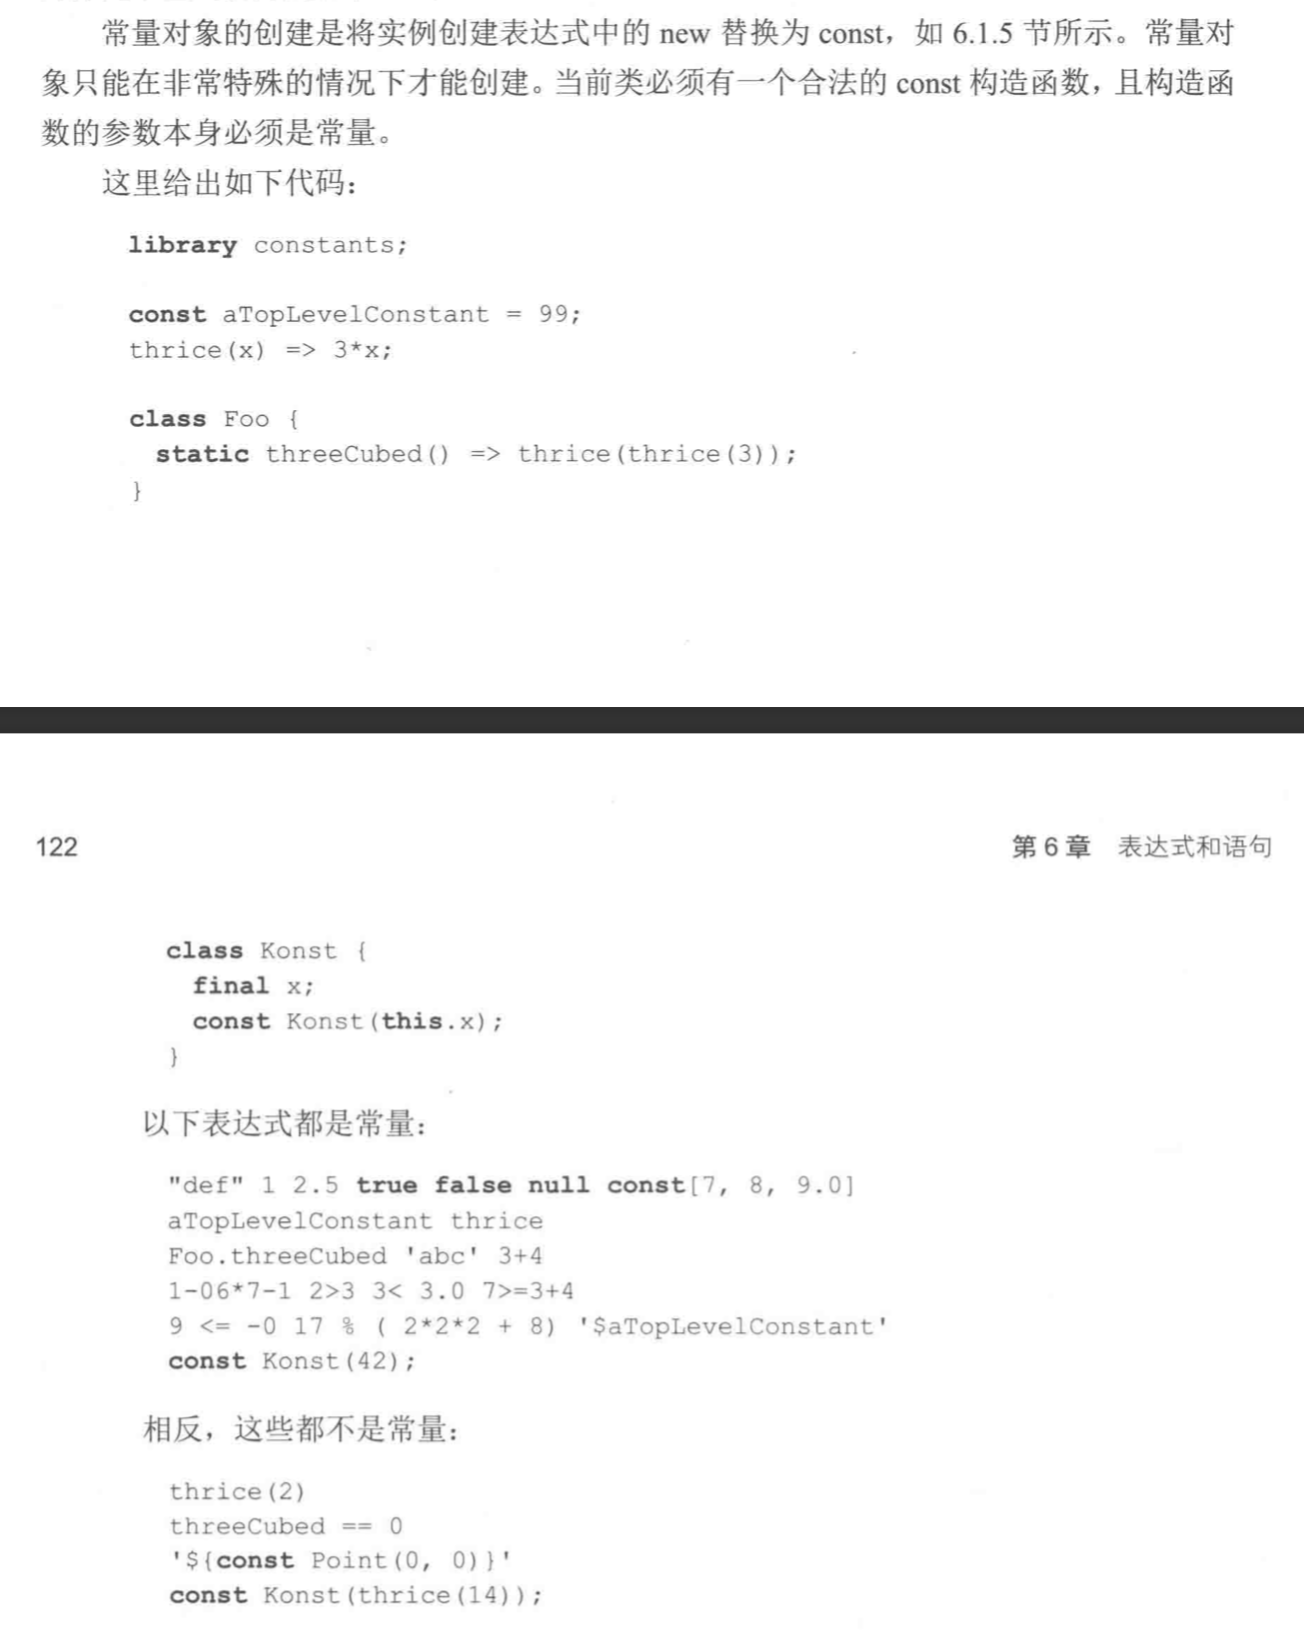 常量对象的创建是将实例创建表达式中的 new 替换为 const，如 6.1.5 节所示。常量对
象只能在非常特殊的情况下才能创建。当前类必须有一个合法的 const 构造函数，且构造函
数的参数本身必须是常量。
这里给出如下代码：
library constants;
const aTopLevelConstant = 99;
thrice(x) => 3*x;
class Foo {
static threeCubed() => thrice(thrice(3));
}
122
第 6 章 表达式和语句
class Konst {
final x;
const Konst(this.x);
}
以下表达式都是常量：
"def" 1 2.5 true false null const[7, 8, 9.0]
aTopLevelConstant thrice
Foo.threeCubed 'abc' 3+4
1-06*7-1 2>3 3< 3.0 7>=3+4
9 <= -0 17 % ( 2*2*2 + 8) '$aTopLevelConstant'
const Konst(42);
相反，这些都不是常量：
thrice(2)
threeCubed == 0
'${const Point(0, 0)}'
const Konst(thrice(14));